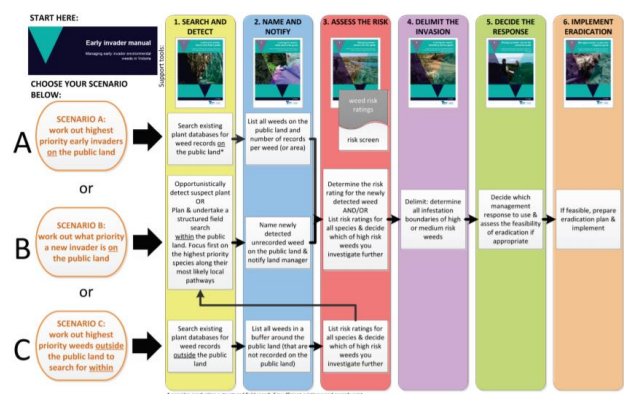 START HERE:
Early invader manual
Managing early invader environmental
weeds in Victoria
CHOOSE YOUR SCENARIO
BELOW:
Support tools:
1. SEARCH AND
DETECT
2. NAME AND
NOTIFY
3. ASSESS THE RISK
4. DELIMIT THE
INVASION
5. DECIDE THE
RESPONSE
6. IMPLEMENT
ERADICATION
weed risk
ratings
risk screen
A
SCENARIO A:
work out highest
priority early invaders
on the public land
Search existing
plant databases for
weed records on
the public land*
List all weeds on the
public land and
number of records
per weed (or area)
or
B
SCENARIO B:
work out what priority
a new invader is on
the public land
Opportunistically
detect suspect plant
OR
Plan & undertake a
structured field
search
within the public
land. Focus first on
the highest priority
species along their
most likely local
pathways
Name newly
detected
unrecorded weed
on the public land &
notify land manager
Determine the risk
rating for the newly
detected weed
AND/OR
List risk ratings for
all species & decide
which of high risk
weeds you
investigate further
Delimit: determine
all infestation
boundaries of high
or medium risk
weeds
Decide which
management
response to use &
assess the feasibility
of eradication if
appropriate
If feasible, prepare
eradication plan &
implement
or
C
SCENARIO C:
work out highest
priority weeds outside
the public land to
search for within
Search existing
plant databases for
weed records
outside the public
land
List all weeds in a
buffer around the
public land (that are
not recorded on the
public land)
List risk ratings for
all species & decide
which of high risk
weeds you
investigate further